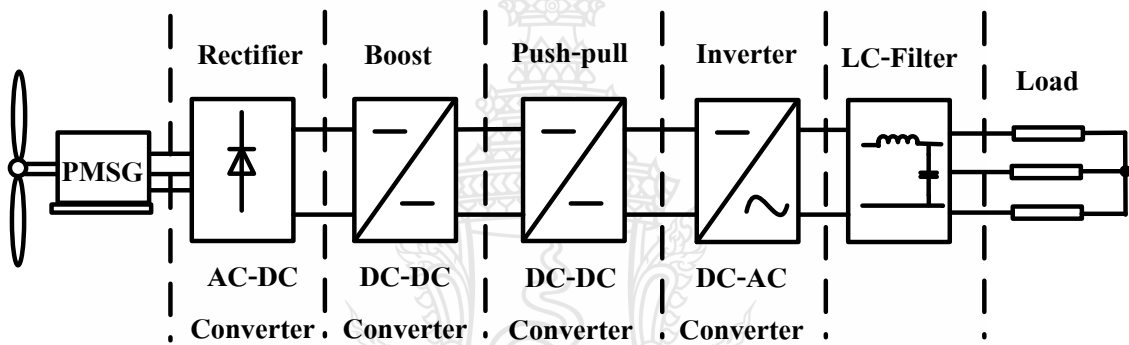 Rectifier
Boost
Push-pull
Inverter
LC-Filter
Load
PMSG
AC-DC
Converter
DC-DC
Converter
DC-DC
Converter
DC-AC
Converter